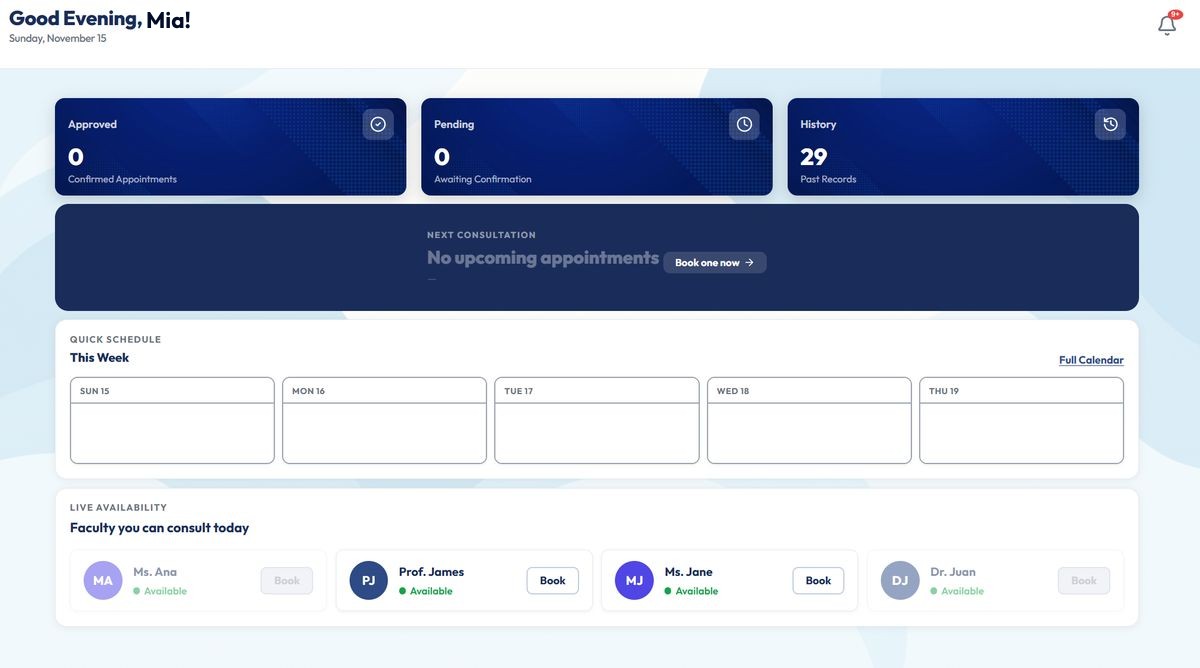 Good Evening, Mia!
Sunday, November 15
9+
Approved
0
Confirmed Appointments
Pending
0
Awaiting Confirmation
History
29
Past Records
NEXT CONSULTATION
No upcoming appointments
Book one now →
—
QUICK SCHEDULE
This Week
Full Calendar
SUN 15
MON 16
TUE 17
WED 18
THU 19
LIVE AVAILABILITY
Faculty you can consult today
MA
Ms. Ana
Available
Book
PJ
Prof. James
Available
Book
MJ
Ms. Jane
Available
Book
DJ
Dr. Juan
Available
Book